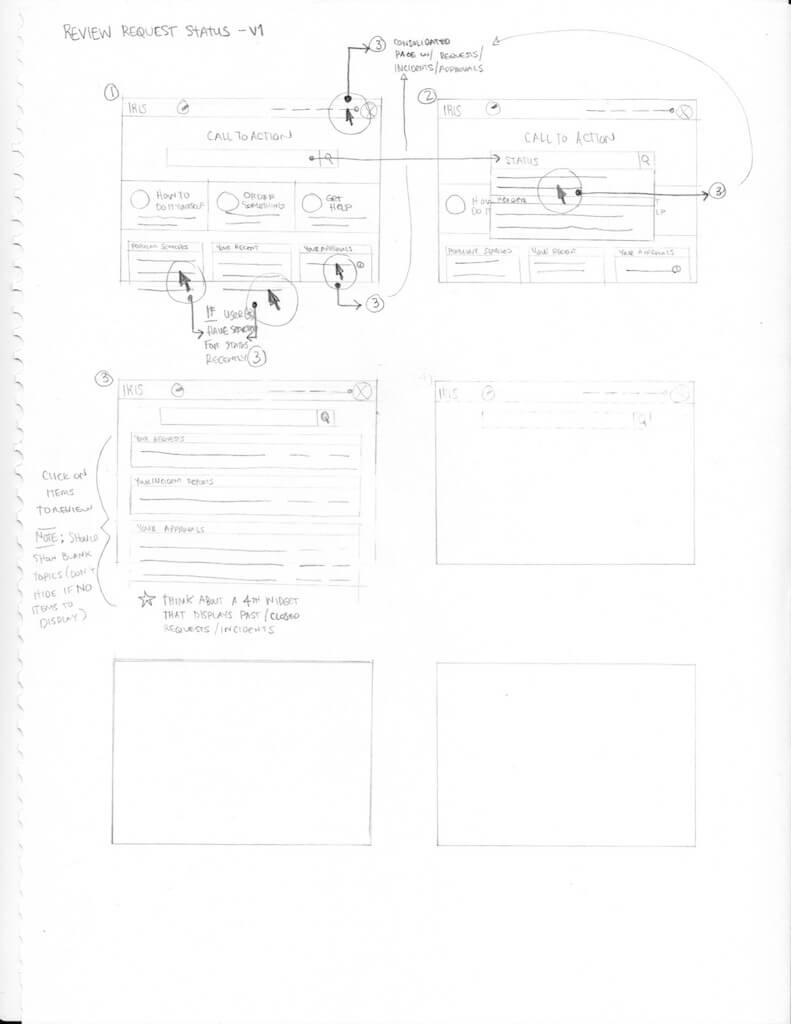 REVIEW REQUEST STATUS - V1
③ CONSOLIDATED
PAGE W/ REQUESTS/
INCIDENTS/APPROVALS
①
IRIS
CALL TO ACTION
Q
HOW TO
DO IT YOURSELF
ORDER
SOMETHING
GET
HELP
POPULAR SEARCHES
YOUR RECENT
YOUR APPROVALS
③
IF USER(S)
HAVE SEARCHED
FOR STATUS
RECENTLY ③
②
IRIS
CALL TO ACTION
STATUS
Q
③
HOW
DO IT
LP
POPULAR SEARCHES
YOUR RECENT
YOUR APPROVALS
③
IRIS
Q
YOUR REQUESTS
YOUR INCIDENT REPORTS
YOUR APPROVALS
CLICK ON
ITEMS
TO REVIEW
NOTE: SHOULD
SHOW BLANK
TOPICS (DON'T
HIDE IF NO
ITEMS TO
DISPLAY)
☆ THINK ABOUT A 4TH WIDGET
THAT DISPLAYS PAST/CLOSED
REQUESTS/INCIDENTS
IRIS
Q